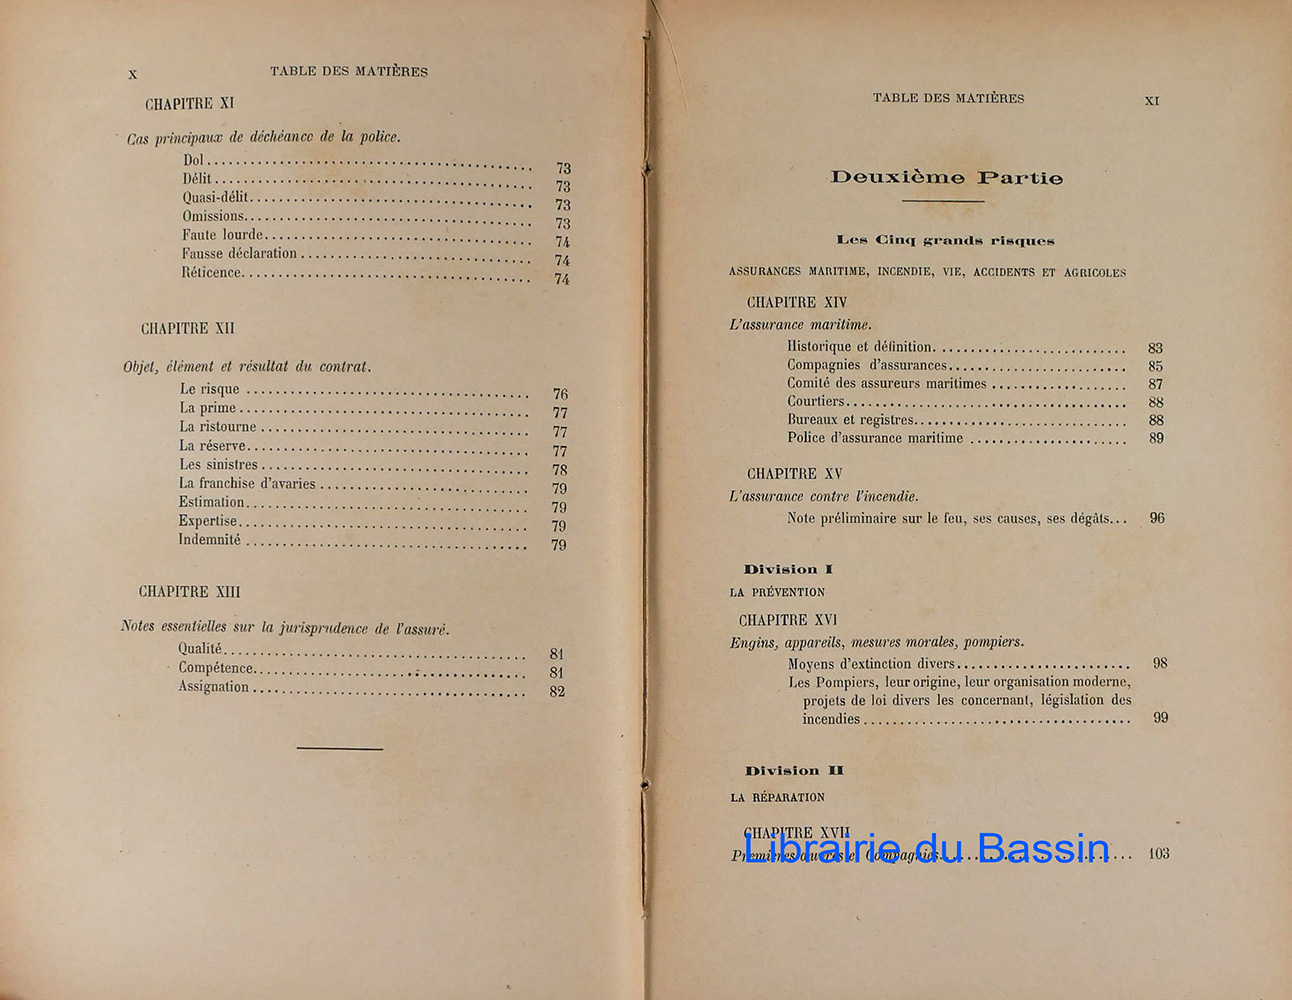 X TABLE DES MATIÈRES
CHAPITRE XI
Cas principaux de déchéance de la police.
Dol 73
Délit 73
Quasi-délit 73
Omissions 73
Faute lourde 74
Fausse déclaration 74
Réticence 74
CHAPITRE XII
Objet, élément et résultat du contrat.
Le risque 76
La prime 77
La ristourne 77
La réserve 77
Les sinistres 78
La franchise d'avaries 79
Estimation 79
Expertise 79
Indemnité 79
CHAPITRE XIII
Notes essentielles sur la jurisprudence de l'assuré.
Qualité 81
Compétence 81
Assignation 82
TABLE DES MATIÈRES XI
Deuxième Partie
Les Cinq grands risques
ASSURANCES MARITIME, INCENDIE, VIE, ACCIDENTS ET AGRICOLES
CHAPITRE XIV
L'assurance maritime.
Historique et définition 83
Compagnies d'assurances 85
Comité des assureurs maritimes 87
Courtiers 88
Bureaux et registres 88
Police d'assurance maritime 89
CHAPITRE XV
L'assurance contre l'incendie.
Note préliminaire sur le feu, ses causes, ses dégâts... 96
Division I
LA PRÉVENTION
CHAPITRE XVI
Engins, appareils, mesures morales, pompiers.
Moyens d'extinction divers 98
Les Pompiers, leur origine, leur organisation moderne,
projets de loi divers les concernant, législation des
incendies 99
Division II
LA RÉPARATION
CHAPITRE XVII
Premières œuvres et Compagnies 103
Librairie du Bassin